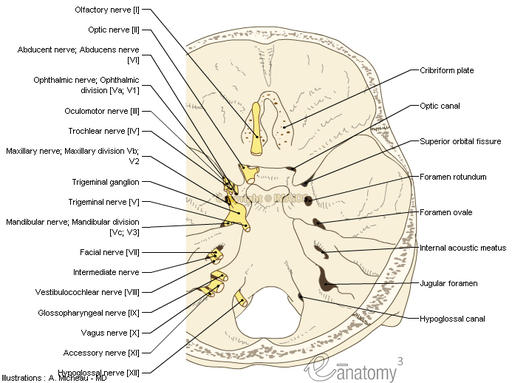 Olfactory nerve [I]
Optic nerve [II]
Abducent nerve; Abducens nerve
[VI]
Ophthalmic nerve; Ophthalmic
division [Va; V1]
Oculomotor nerve [III]
Trochlear nerve [IV]
Maxillary nerve; Maxillary division Vb;
V2
Trigeminal ganglion
Trigeminal nerve [V]
Mandibular nerve; Mandibular division
[Vc; V3]
Facial nerve [VII]
Intermediate nerve
Vestibulocochlear nerve [VIII]
Glossopharyngeal nerve [IX]
Vagus nerve [X]
Accessory nerve [XI]
Hypoglossal nerve [XII]
Illustrations : A. Micheau - MD
Cribriform plate
Optic canal
Superior orbital fissure
Foramen rotundum
Foramen ovale
Internal acoustic meatus
Jugular foramen
Hypoglossal canal
e anatomy 3